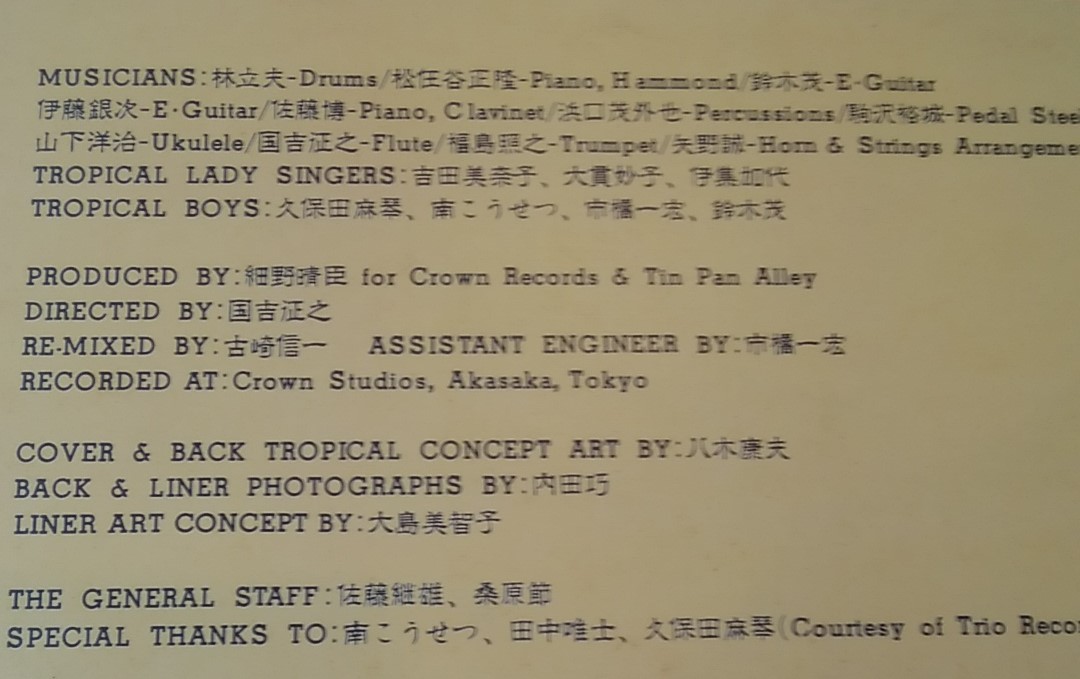 MUSICIANS:林立夫-Drums/松任谷正隆-Piano, Hammond/鈴木茂-E·Guitar
伊藤銀次-E·Guitar/佐藤博-Piano, Clavinet/浜口茂外也-Percussions/駒沢裕城-Pedal Stee
山下洋治-Ukulele/国吉征之-Flute/福島照之-Trumpet/矢野誠-Horn & Strings Arrangeme
TROPICAL LADY SINGERS:吉田美奈子、大貫妙子、伊集加代
TROPICAL BOYS:久保田麻琴、南こうせつ、市橋一宏、鈴木茂
PRODUCED BY:細野晴臣 for Crown Records & Tin Pan Alley
DIRECTED BY:国吉征之
RE-MIXED BY:古崎信一 ASSISTANT ENGINEER BY:市橋一宏
RECORDED AT:Crown Studios, Akasaka, Tokyo
COVER & BACK TROPICAL CONCEPT ART BY:八木康夫
BACK & LINER PHOTOGRAPHS BY:内田巧
LINER ART CONCEPT BY:大島美智子
THE GENERAL STAFF:佐藤継雄、桑原節
SPECIAL THANKS TO:南こうせつ、田中唯士、久保田麻琴(Courtesy of Trio Recor